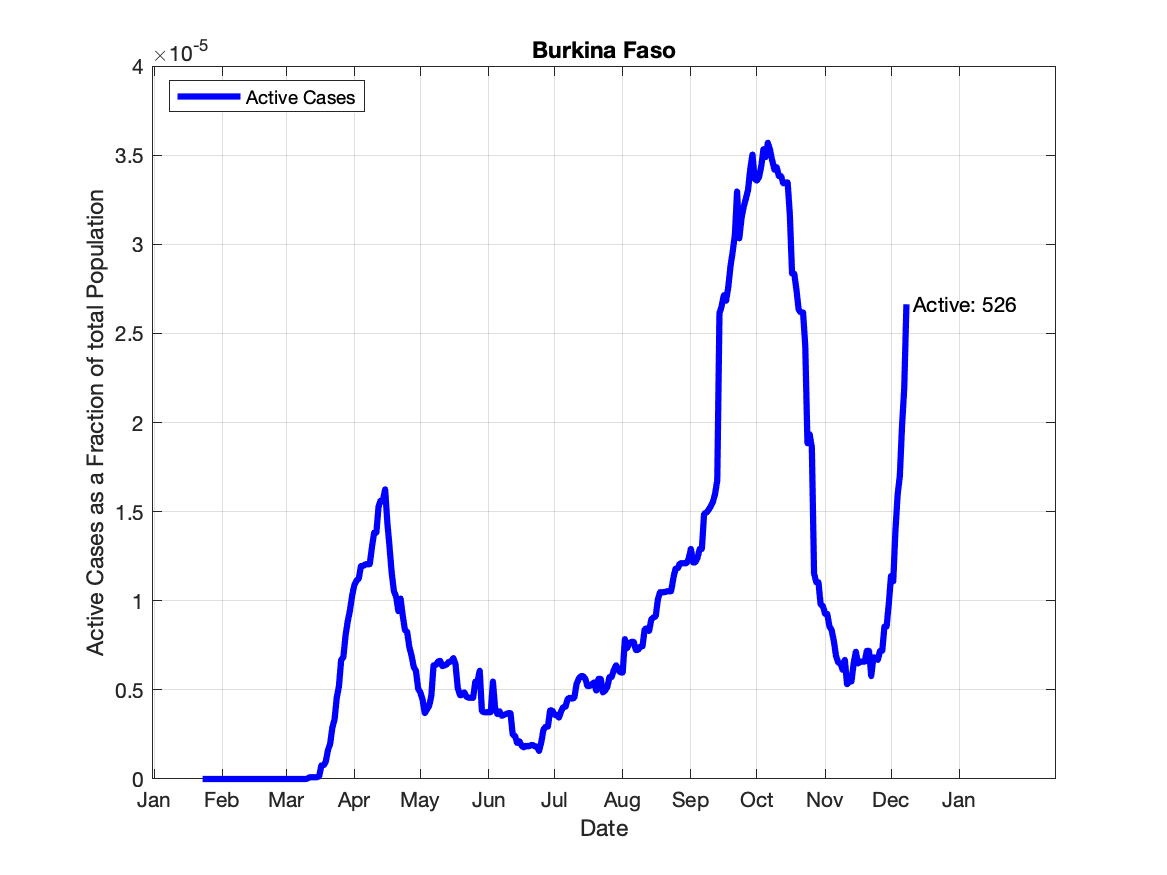 Burkina Faso
×10-5
Active Cases
4
3.5
3
2.5
2
1.5
1
0.5
0
Active Cases as a Fraction of total Population
Active: 526
Jan Feb Mar Apr May Jun Jul Aug Sep Oct Nov Dec Jan
Date